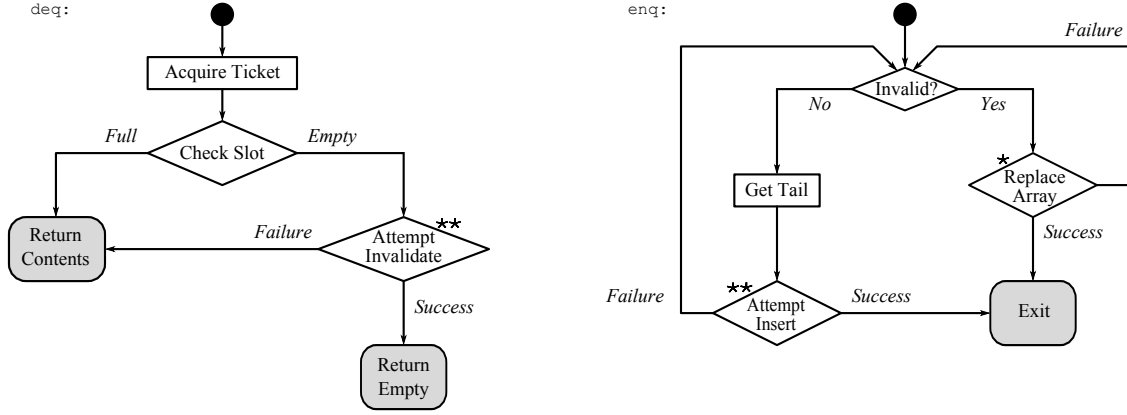 deq:
Acquire Ticket
Full
Empty
Check Slot
**
Return
Contents
Failure
Attempt
Invalidate
Success
Return
Empty
enq:
Failure
Invalid?
No
Yes
*
Get Tail
Replace
Array
Success
**
Failure
Attempt
Insert
Success
Exit